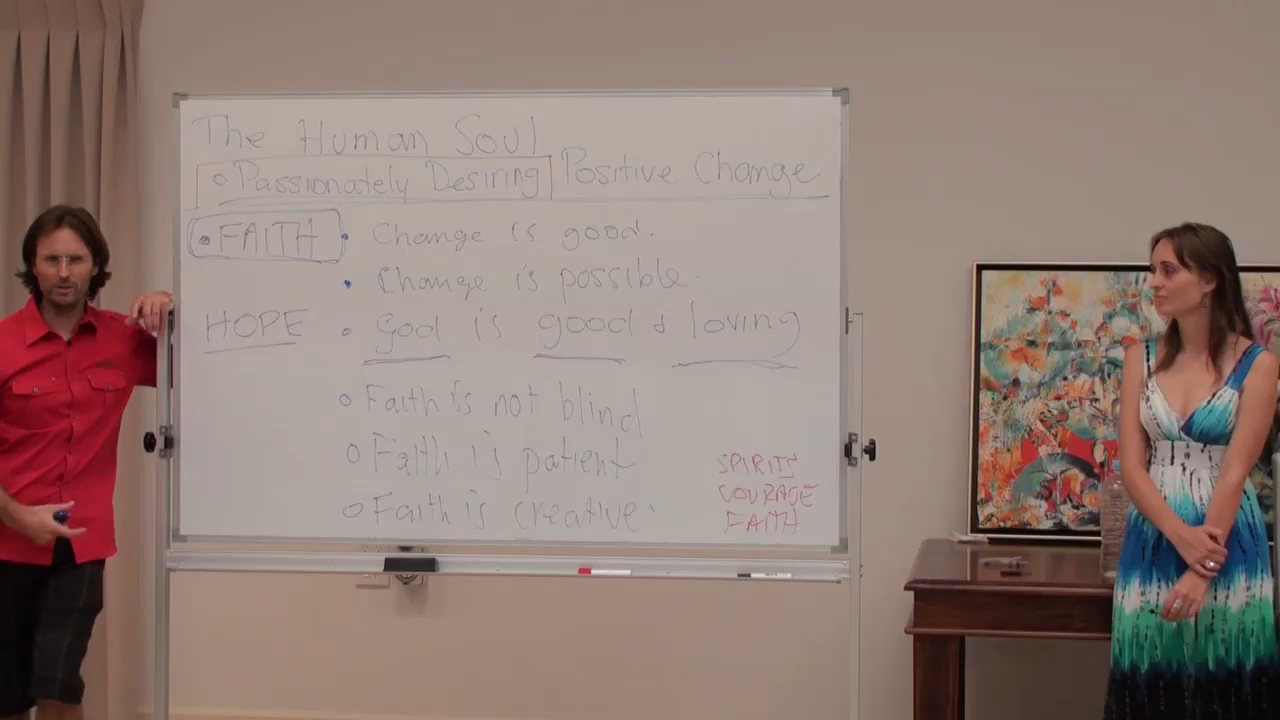 The Human Soul
○ Passionately Desiring Positive Change
• FAITH • Change is good.
• Change is possible.
HOPE • God is good & loving
○ Faith is not blind
○ Faith is patient
○ Faith is creative.
SPIRITS
COURAGE
FAITH